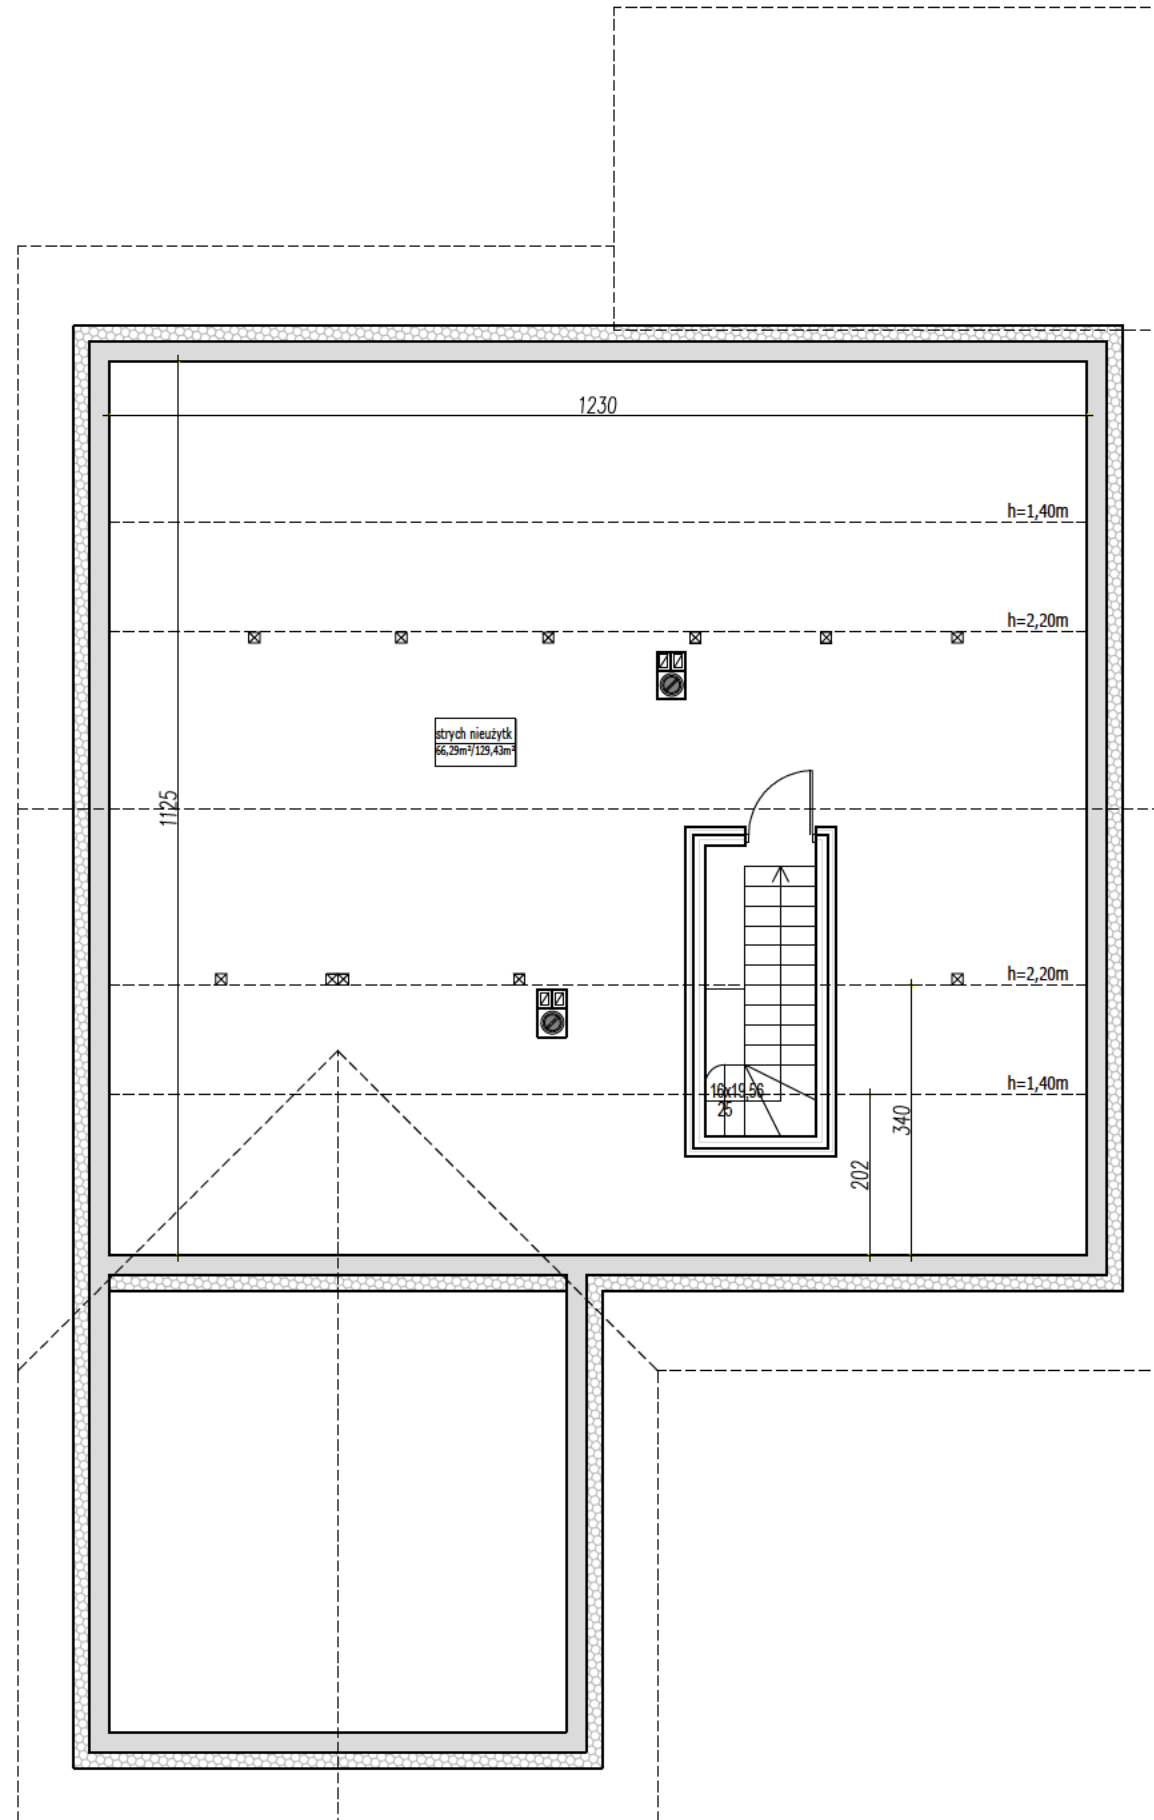 1230
h=1,40m
h=2,20m
strych nieużytk
66,29m²/129,43m²
1125
h=2,20m
h=1,40m
16x19,56
25
340
202